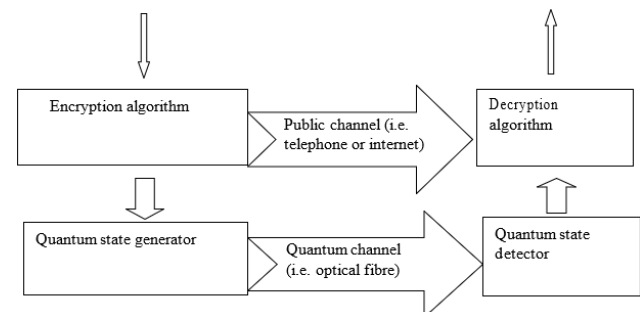 Encryption algorithm
Public channel (i.e.
telephone or internet)
Decryption
algorithm
Quantum state generator
Quantum channel
(i.e. optical fibre)
Quantum state
detector